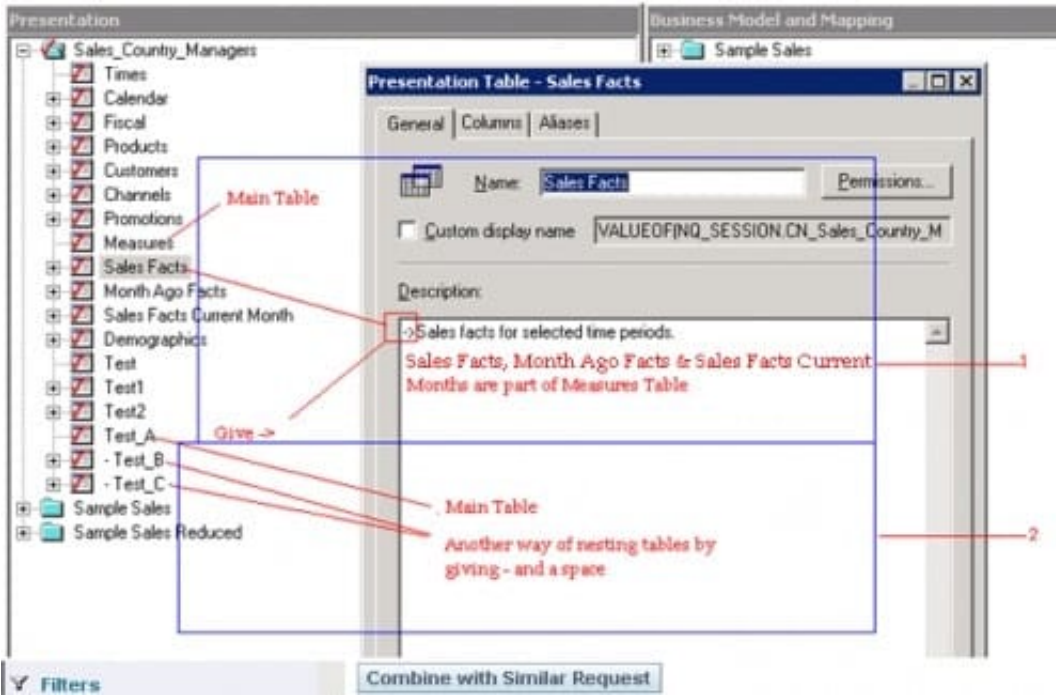 Presentation
Business Model and Mapping
Sales_Country_Managers
Times
Calendar
Fiscal
Products
Customers
Channels
Promotions
Measures
Sales Facts
Month Ago Facts
Sales Facts Current Month
Demographics
Test
Test1
Test2
Test_A
- Test_B
- Test_C
Sample Sales
Sample Sales Reduced
Sample Sales
Presentation Table - Sales Facts
General Columns Aliases
Name: Sales Facts Permissions...
Custom display name VALUEOF(NQ_SESSION.CN_Sales_Country_M
Description:
->Sales facts for selected time periods.
Main Table
Sales Facts, Month Ago Facts & Sales Facts Current
Months are part of Measures Table
1
Give ->
Main Table
Another way of nesting tables by
giving - and a space
2
Filters
Combine with Similar Request